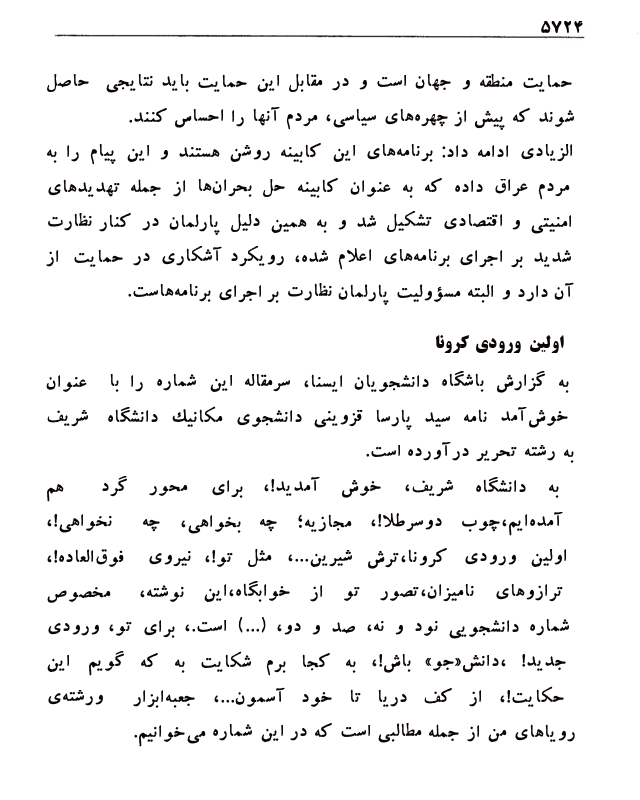 ۵۷۲۴
حمایت منطقه و جهان است و در مقابل این حمایت باید نتایجی حاصل
شوند که پیش از چهره‌های سیاسی، مردم آنها را احساس کنند.
الزیادی ادامه داد: برنامه‌های این کابینه روشن هستند و این پیام را به
مردم عراق داده که به عنوان کابینه حل بحران‌ها از جمله تهدیدهای
امنیتی و اقتصادی تشکیل شد و به همین دلیل پارلمان در کنار نظارت
شدید بر اجرای برنامه‌های اعلام شده، رویکرد آشکاری در حمایت از
آن دارد و البته مسؤولیت پارلمان نظارت بر اجرای برنامه‌هاست.
اولین ورودی کرونا
به گزارش باشگاه دانشجویان ایسنا، سرمقاله این شماره را با عنوان
خوش‌آمد نامه سید پارسا قزوینی دانشجوی مکانیك دانشگاه شریف
به رشته تحریر درآورده است.
به دانشگاه شریف، خوش آمدید!، برای محور گرد هم
آمده‌ایم،چوب دوسرطلا!، مجازیه؛ چه بخواهی، چه نخواهی!،
اولین ورودی کرونا،ترش شیرین...، مثل تو!، نیروی فوق‌العاده!،
ترازوهای نامیزان،تصور تو از خوابگاه،این نوشته، مخصوص
شماره دانشجویی نود و نه، صد و دو، (...) است.، برای تو، ورودی
جدید! ،دانش«جو» باش!، به کجا برم شکایت به که گویم این
حکایت!، از کف دریا تا خود آسمون...، جعبه‌ابزار ورشته‌ی
رویاهای من از جمله مطالبی است که در این شماره می‌خوانیم.